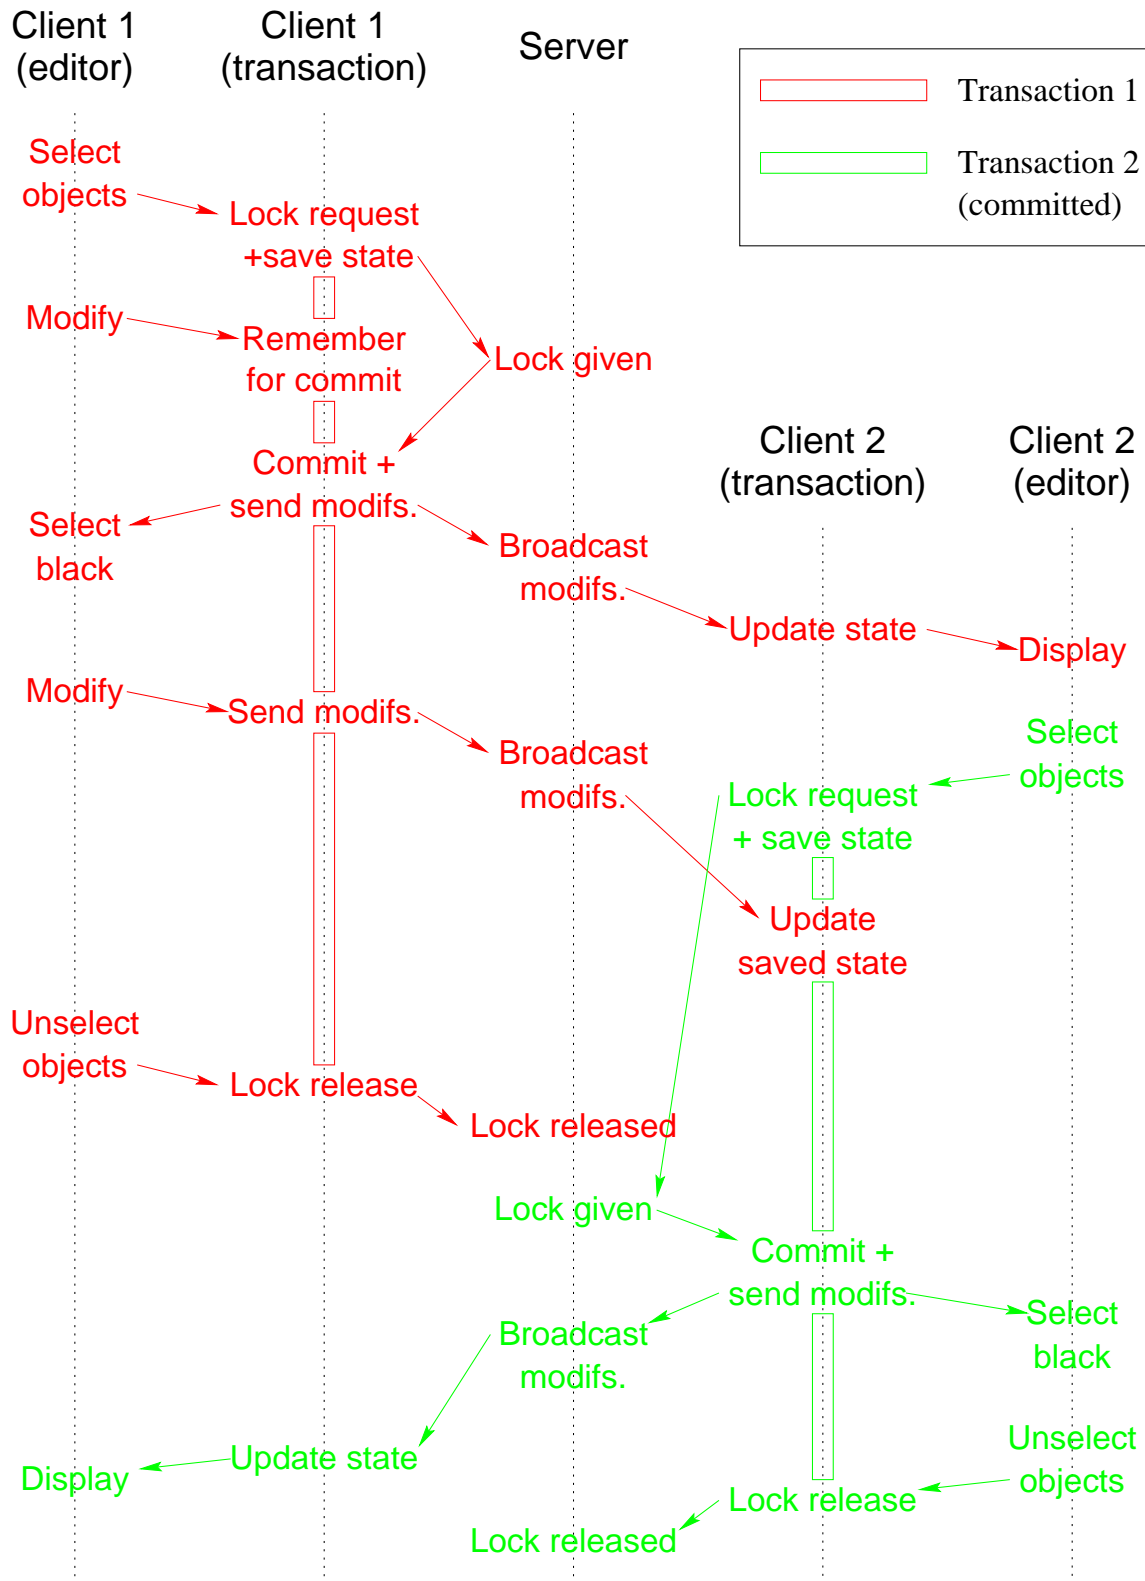 Client 1
(editor)
Client 1
(transaction)
Server
Transaction 1
Transaction 2
(committed)
Select
objects
Lock request
+save state
Modify
Remember
for commit
Lock given
Client 2
(transaction)
Client 2
(editor)
Commit +
send modifs.
Select
black
Broadcast
modifs.
Update state
Display
Modify
Send modifs.
Broadcast
modifs.
Select
objects
Lock request
+ save state
Update
saved state
Unselect
objects
Lock release
Lock released
Lock given
Commit +
send modifs.
Select
black
Broadcast
modifs.
Update state
Display
Unselect
objects
Lock release
Lock released